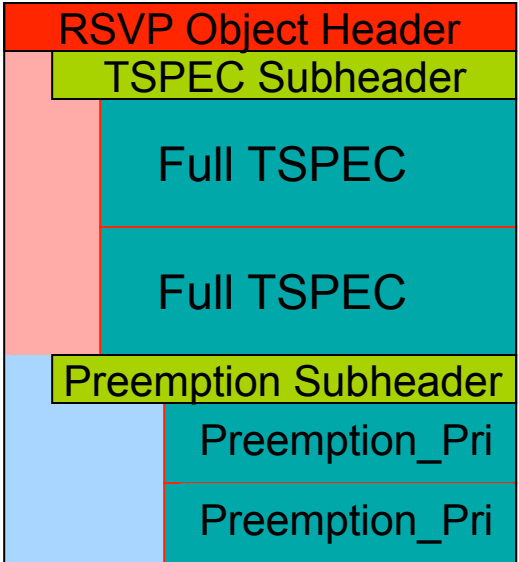 RSVP Object Header
TSPEC Subheader
Full TSPEC
Full TSPEC
Preemption Subheader
Preemption_Pri
Preemption_Pri